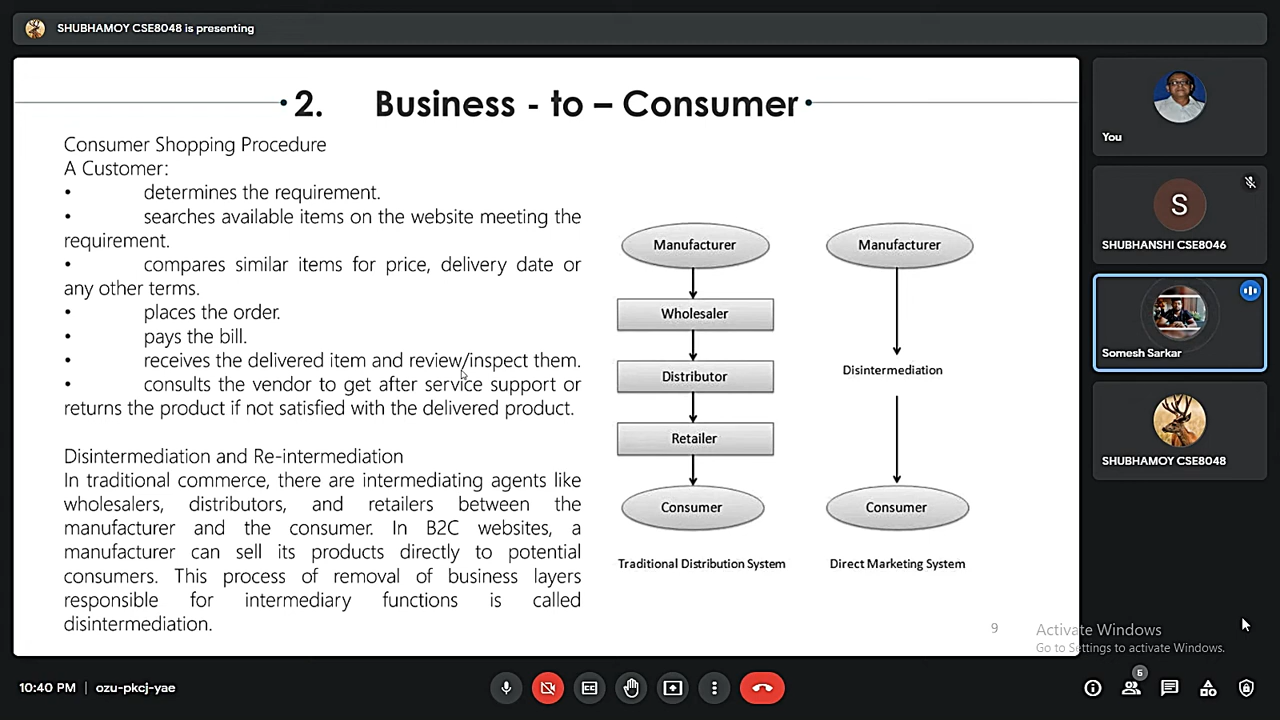 SHUBHAMOY CSE8048 is presenting
2. Business - to – Consumer
Consumer Shopping Procedure
A Customer:
• determines the requirement.
• searches available items on the website meeting the
requirement.
• compares similar items for price, delivery date or
any other terms.
• places the order.
• pays the bill.
• receives the delivered item and review/inspect them.
• consults the vendor to get after service support or
returns the product if not satisfied with the delivered product.
Disintermediation and Re-intermediation
In traditional commerce, there are intermediating agents like
wholesalers, distributors, and retailers between the
manufacturer and the consumer. In B2C websites, a
manufacturer can sell its products directly to potential
consumers. This process of removal of business layers
responsible for intermediary functions is called
disintermediation.
Manufacturer
Wholesaler
Distributor
Retailer
Consumer
Traditional Distribution System
Manufacturer
Disintermediation
Consumer
Direct Marketing System
9
Activate Windows
Go to Settings to activate Windows.
You
S
SHUBHANSHI CSE8046
Somesh Sarkar
SHUBHAMOY CSE8048
10:40 PM | ozu-pkcj-yae
CC
6